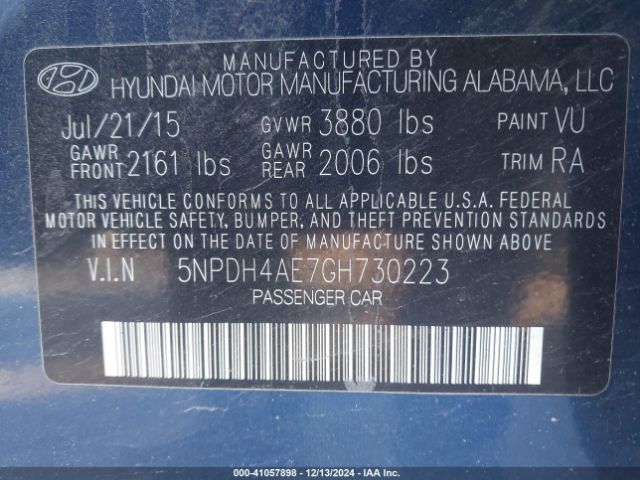 MANUFACTURED BY
HYUNDAI MOTOR MANUFACTURING ALABAMA, LLC
Jul/21/15 GVWR 3880 lbs PAINT VU
GAWR FRONT 2161 lbs GAWR REAR 2006 lbs TRIM RA
THIS VEHICLE CONFORMS TO ALL APPLICABLE U.S.A. FEDERAL
MOTOR VEHICLE SAFETY, BUMPER, AND THEFT PREVENTION STANDARDS
IN EFFECT ON THE DATE OF MANUFACTURE SHOWN ABOVE
V.I.N 5NPDH4AE7GH730223
PASSENGER CAR
000-41057898 - 12/13/2024 - IAA Inc.